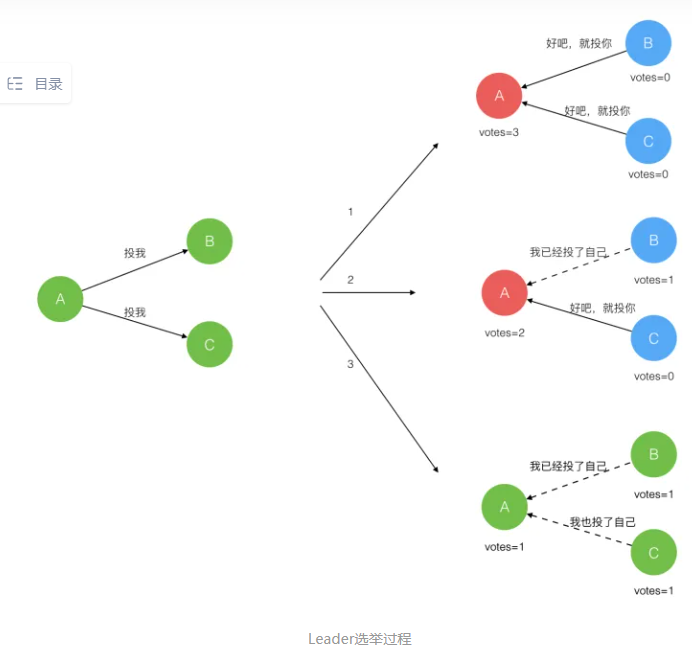 目录
A
投我
B
投我
C
1
2
3
A
votes=3
好吧，就投你
B
votes=0
好吧，就投你
C
votes=0
A
votes=2
我已经投了自己
B
votes=1
好吧，就投你
C
votes=0
A
votes=1
我已经投了自己
B
votes=1
我也投了自己
C
votes=1
Leader选举过程